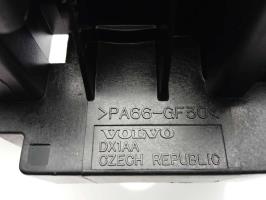 >PA66-GF30<
VOLVO
DX1AA
CZECH REPUBLIC